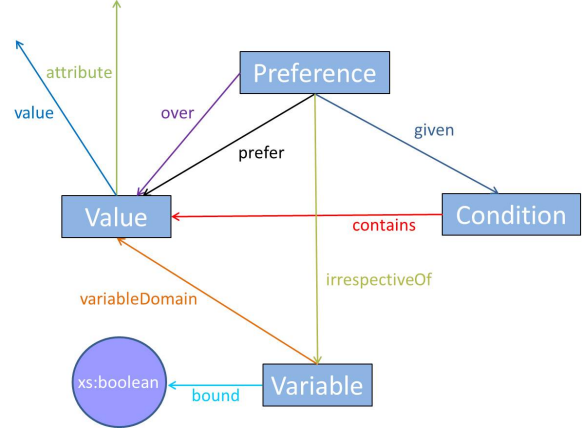 attribute
Preference
value
over
given
prefer
Value
Condition
contains
irrespectiveOf
variableDomain
xs:boolean
Variable
bound